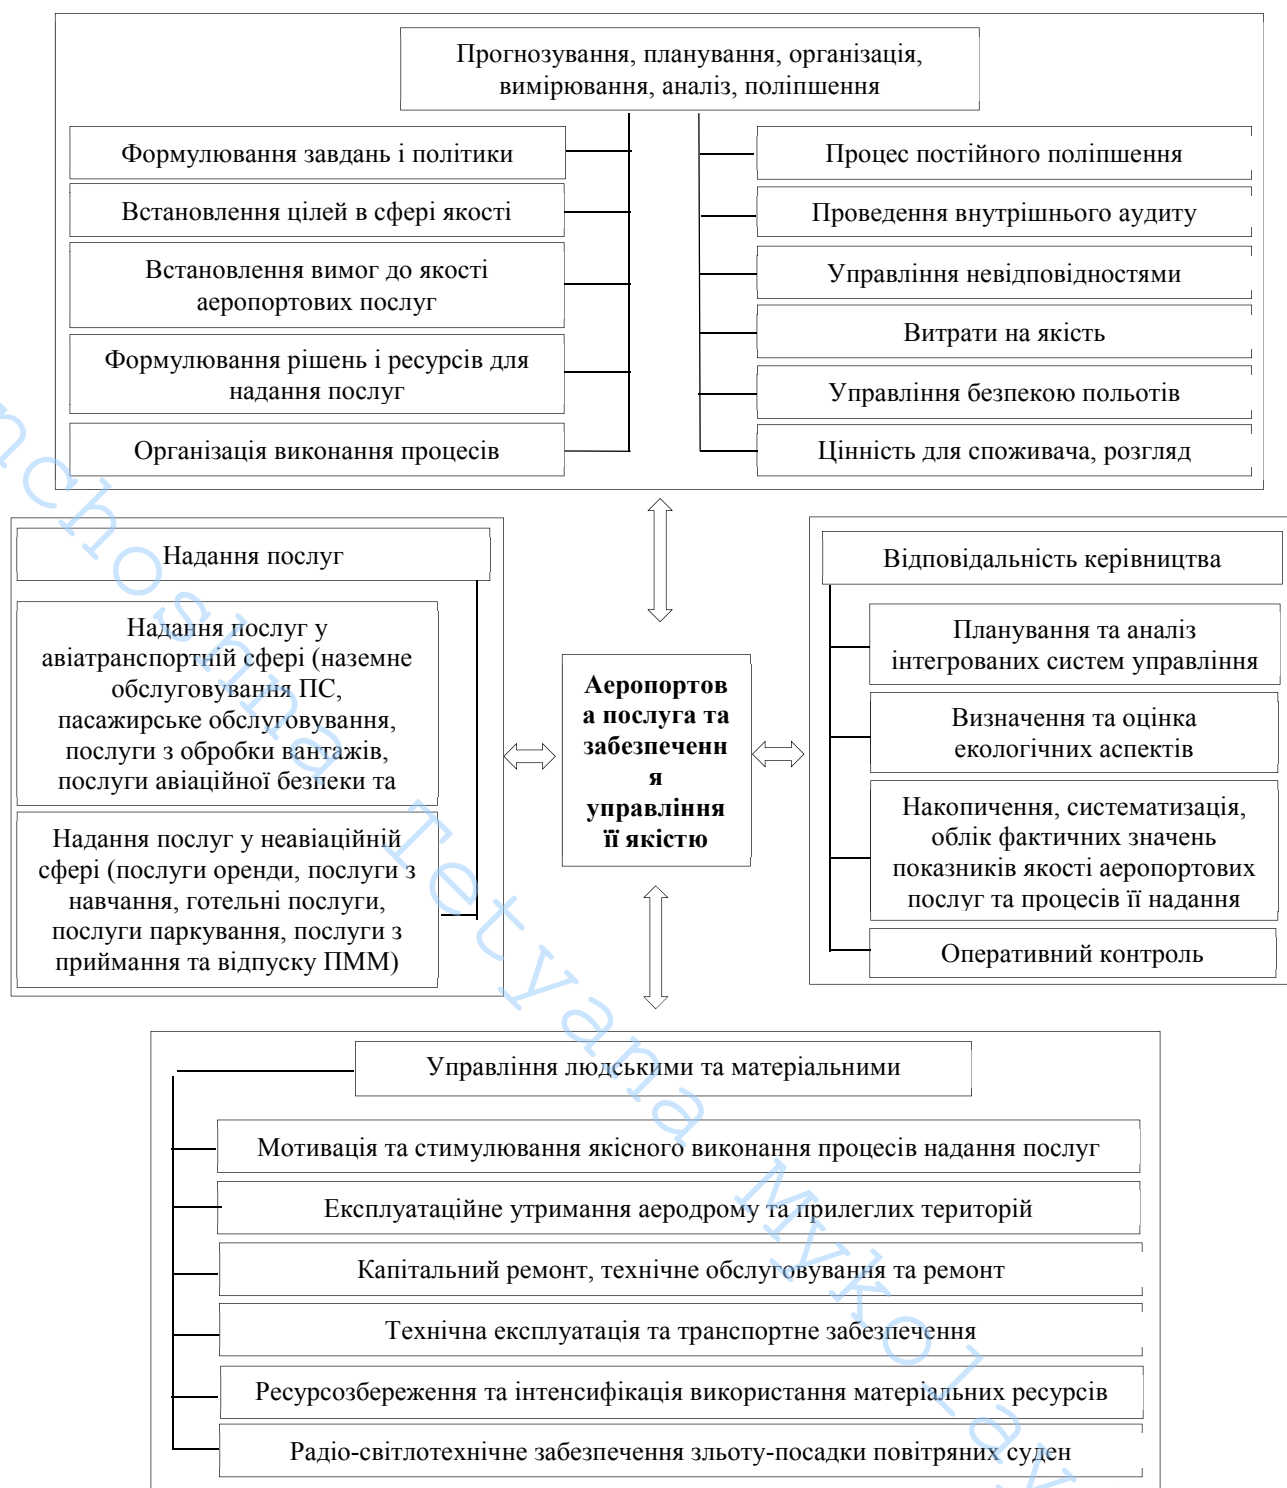 Прогнозування, планування, організація,
вимірювання, аналіз, поліпшення
Формулювання завдань і політики
Встановлення цілей в сфері якості
Встановлення вимог до якості
аеропортових послуг
Формулювання рішень і ресурсів для
надання послуг
Організація виконання процесів
Процес постійного поліпшення
Проведення внутрішнього аудиту
Управління невідповідностями
Витрати на якість
Управління безпекою польотів
Цінність для споживача, розгляд
Надання послуг
Надання послуг у
авіатранспортній сфері (наземне
обслуговування ПС,
пасажирське обслуговування,
послуги з обробки вантажів,
послуги авіаційної безпеки та
Надання послуг у неавіаційній
сфері (послуги оренди, послуги з
навчання, готельні послуги,
послуги паркування, послуги з
приймання та відпуску ПММ)
Аеропортов
а послуга та
забезпеченн
я
управління
її якістю
Відповідальність керівництва
Планування та аналіз
інтегрованих систем управління
Визначення та оцінка
екологічних аспектів
Накопичення, систематизація,
облік фактичних значень
показників якості аеропортових
послуг та процесів її надання
Оперативний контроль
Управління людськими та матеріальними
Мотивація та стимулювання якісного виконання процесів надання послуг
Експлуатаційне утримання аеродрому та прилеглих територій
Капітальний ремонт, технічне обслуговування та ремонт
Технічна експлуатація та транспортне забезпечення
Ресурсозбереження та інтенсифікація використання матеріальних ресурсів
Радіо-світлотехнічне забезпечення зльоту-посадки повітряних суден
nchoshna Tetyana Mykolay